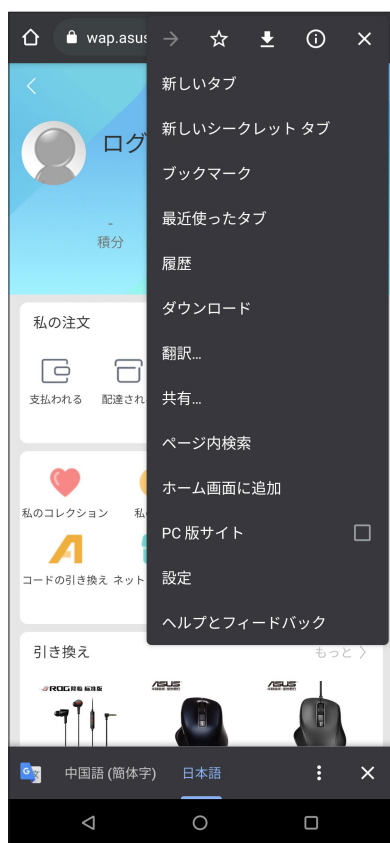 wap.asus
新しいタブ
新しいシークレット タブ
ブックマーク
最近使ったタブ
履歴
ダウンロード
翻訳...
共有...
ページ内検索
ホーム画面に追加
PC 版サイト
設定
ヘルプとフィードバック
ログ
-
積分
私の注文
支払われる 配達され
私のコレクション 私
コードの引き換え ネット
引き換え もっと
ROG
ASUS ASUS
中国語 (簡体字) 日本語